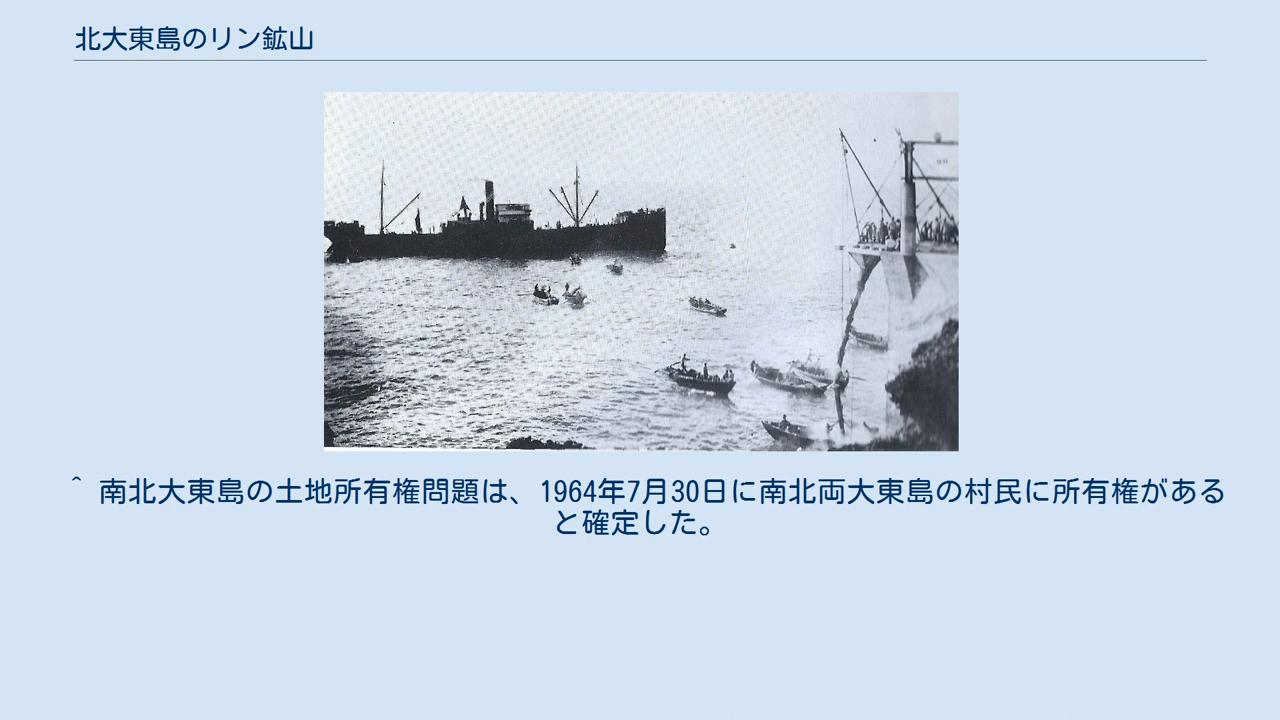 北大東島のリン鉱山
^ 南北大東島の土地所有権問題は、1964年7月30日に南北両大東島の村民に所有権がある
と確定した。